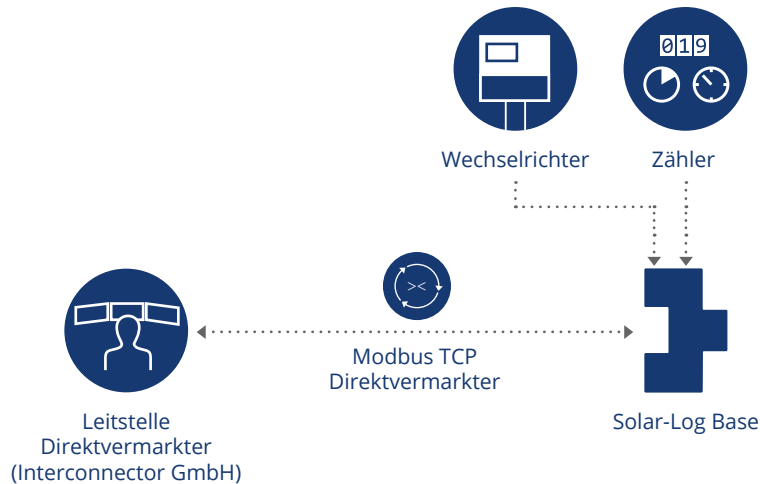 019
Wechselrichter
Zähler
><
Modbus TCP
Direktvermarkter
Leitstelle
Direktvermarkter
(Interconnector GmbH)
Solar-Log Base